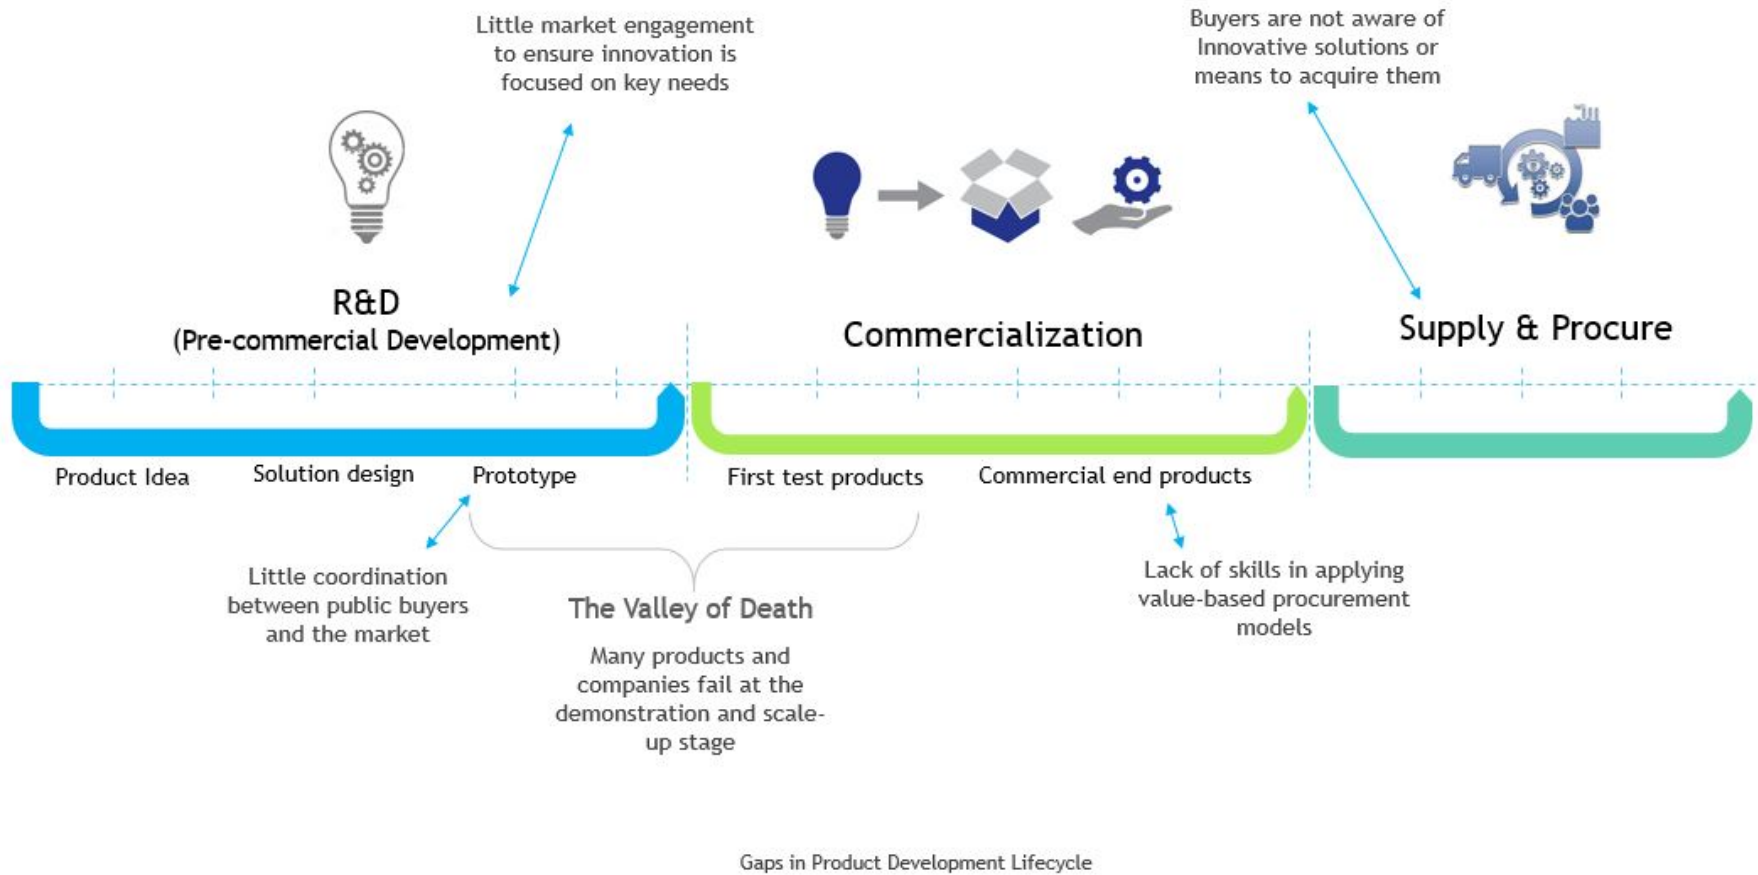 Little market engagement
to ensure innovation is
focused on key needs
Buyers are not aware of
Innovative solutions or
means to acquire them
R&D
(Pre-commercial Development)
Commercialization
Supply & Procure
Product Idea
Solution design
Prototype
First test products
Commercial end products
Little coordination
between public buyers
and the market
The Valley of Death
Many products and
companies fail at the
demonstration and scale-
up stage
Lack of skills in applying
value-based procurement
models
Gaps in Product Development Lifecycle